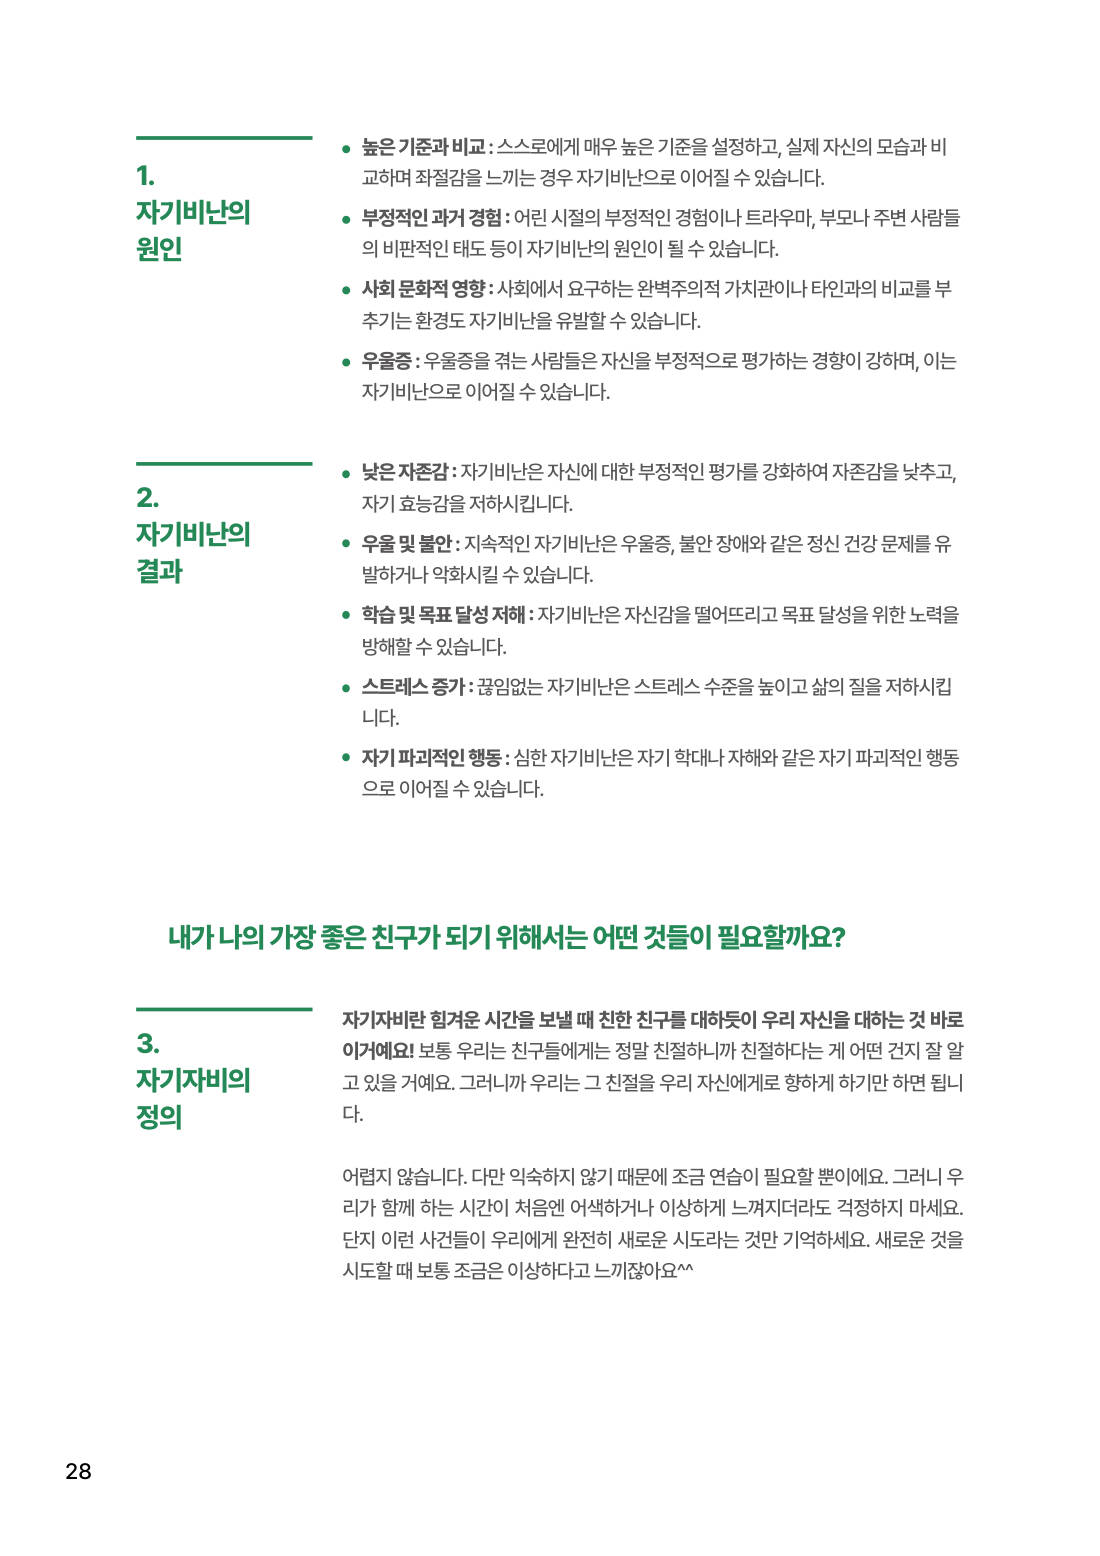 1.
자기비난의
원인
• 높은 기준과 비교 : 스스로에게 매우 높은 기준을 설정하고, 실제 자신의 모습과 비
교하며 좌절감을 느끼는 경우 자기비난으로 이어질 수 있습니다.
• 부정적인 과거 경험 : 어린 시절의 부정적인 경험이나 트라우마, 부모나 주변 사람들
의 비판적인 태도 등이 자기비난의 원인이 될 수 있습니다.
• 사회 문화적 영향 : 사회에서 요구하는 완벽주의적 가치관이나 타인과의 비교를 부
추기는 환경도 자기비난을 유발할 수 있습니다.
• 우울증 : 우울증을 겪는 사람들은 자신을 부정적으로 평가하는 경향이 강하며, 이는
자기비난으로 이어질 수 있습니다.
2.
자기비난의
결과
• 낮은 자존감 : 자기비난은 자신에 대한 부정적인 평가를 강화하여 자존감을 낮추고,
자기 효능감을 저하시킵니다.
• 우울 및 불안 : 지속적인 자기비난은 우울증, 불안 장애와 같은 정신 건강 문제를 유
발하거나 악화시킬 수 있습니다.
• 학습 및 목표 달성 저해 : 자기비난은 자신감을 떨어뜨리고 목표 달성을 위한 노력을
방해할 수 있습니다.
• 스트레스 증가 : 끊임없는 자기비난은 스트레스 수준을 높이고 삶의 질을 저하시킵
니다.
• 자기 파괴적인 행동 : 심한 자기비난은 자기 학대나 자해와 같은 자기 파괴적인 행동
으로 이어질 수 있습니다.
내가 나의 가장 좋은 친구가 되기 위해서는 어떤 것들이 필요할까요?
3.
자기자비의
정의
자기자비란 힘겨운 시간을 보낼 때 친한 친구를 대하듯이 우리 자신을 대하는 것 바로
이거예요! 보통 우리는 친구들에게는 정말 친절하니까 친절하다는 게 어떤 건지 잘 알
고 있을 거예요. 그러니까 우리는 그 친절을 우리 자신에게로 향하게 하기만 하면 됩니
다.
어렵지 않습니다. 다만 익숙하지 않기 때문에 조금 연습이 필요할 뿐이에요. 그러니 우
리가 함께 하는 시간이 처음엔 어색하거나 이상하게 느껴지더라도 걱정하지 마세요.
단지 이런 사건들이 우리에게 완전히 새로운 시도라는 것만 기억하세요. 새로운 것을
시도할 때 보통 조금은 이상하다고 느끼잖아요^^
28